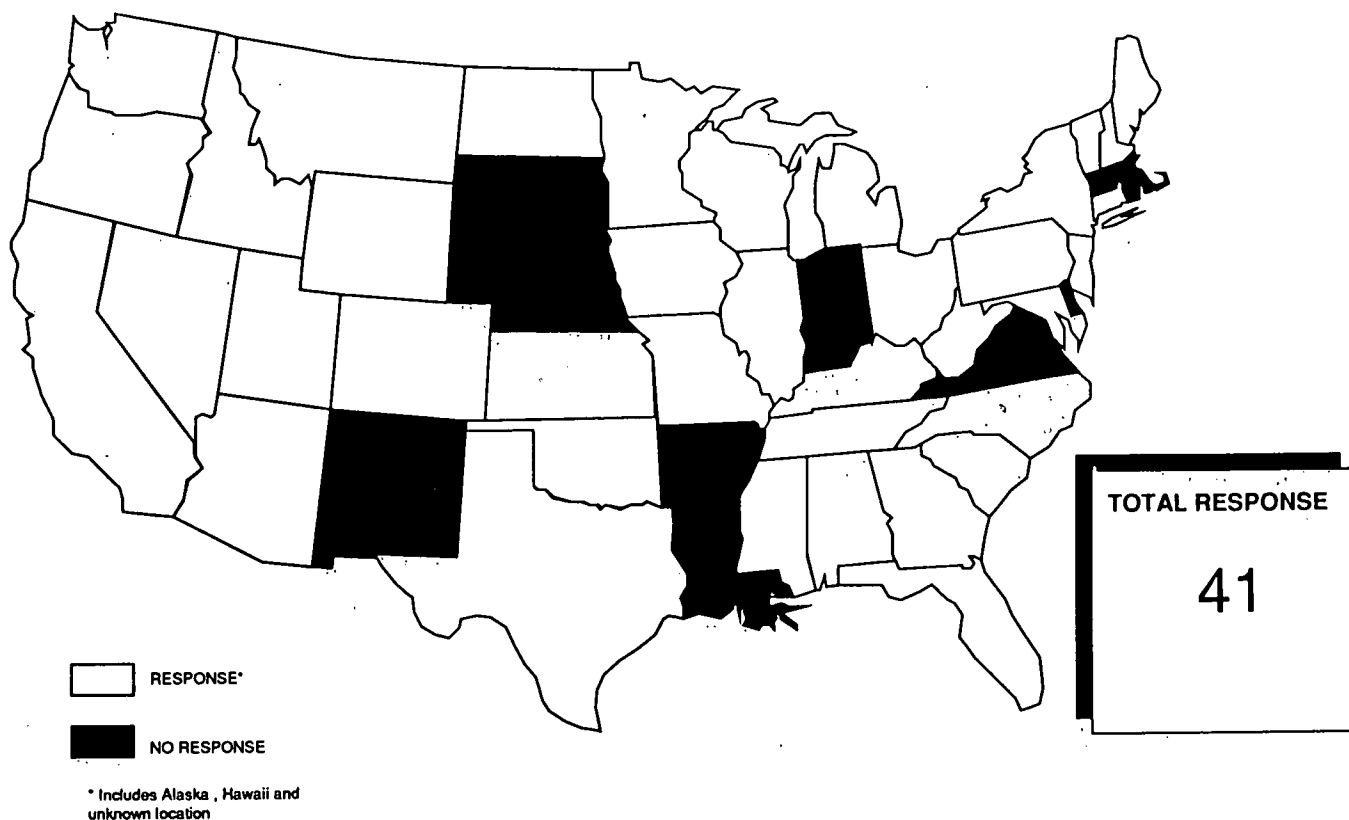 TOTAL RESPONSE
41
RESPONSE*
NO RESPONSE
* Includes Alaska , Hawaii and
unknown location